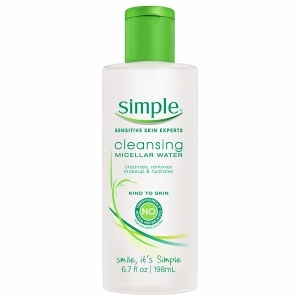 simple
SENSITIVE SKIN EXPERTS
cleansing
MICELLAR WATER
cleanses, removes
makeup & hydrates
KIND TO SKIN
NO
smile, it's Simple
6.7 fl oz | 198mL